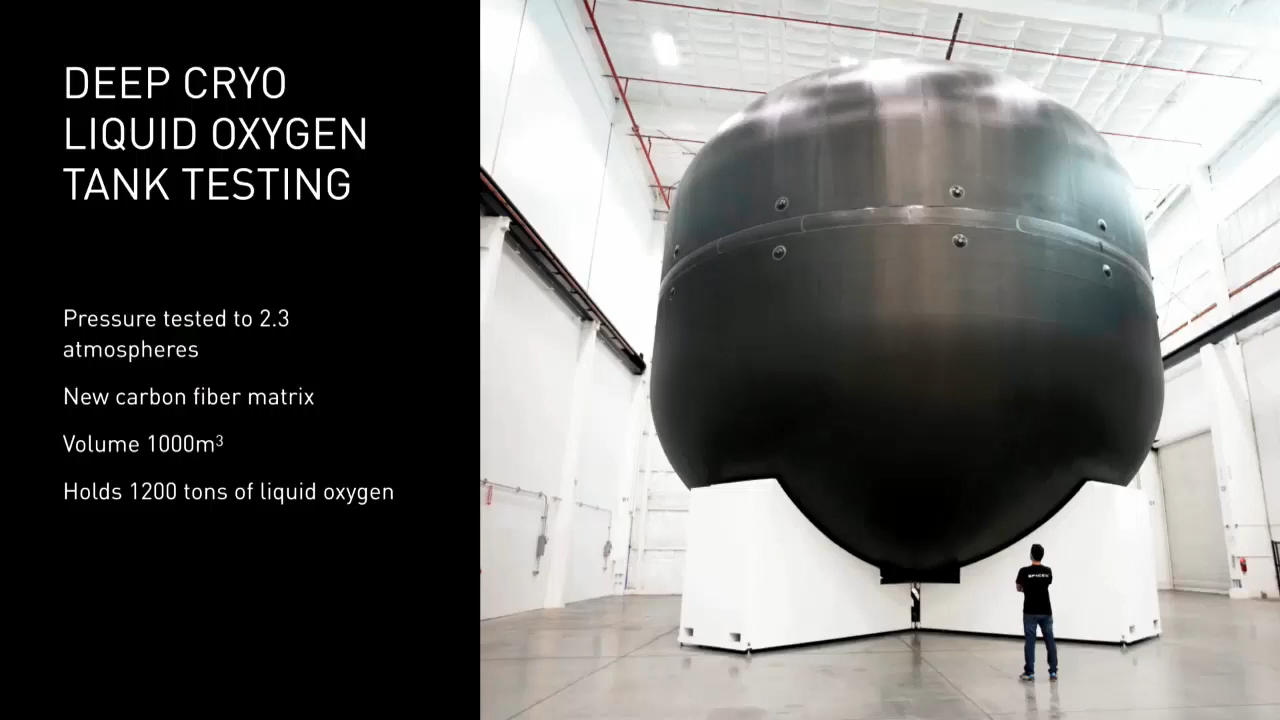 DEEP CRYO
LIQUID OXYGEN
TANK TESTING
Pressure tested to 2.3
atmospheres
New carbon fiber matrix
Volume 1000m³
Holds 1200 tons of liquid oxygen
SPACEX